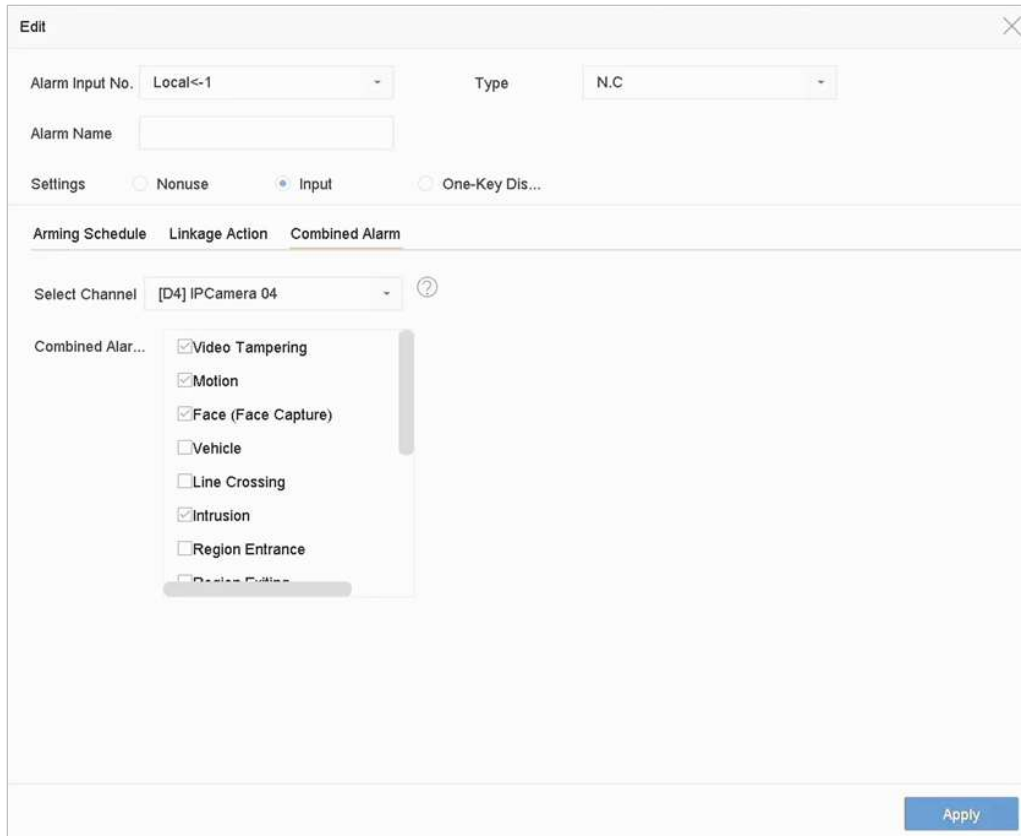 Edit
Alarm Input No. Local<-1 Type N.C
Alarm Name
Settings Nonuse Input One-Key Dis...
Arming Schedule Linkage Action Combined Alarm
Select Channel [D4] IPCamera 04 ?
Combined Alar... Video Tampering
Motion
Face (Face Capture)
Vehicle
Line Crossing
Intrusion
Region Entrance
Region Exiting
Apply